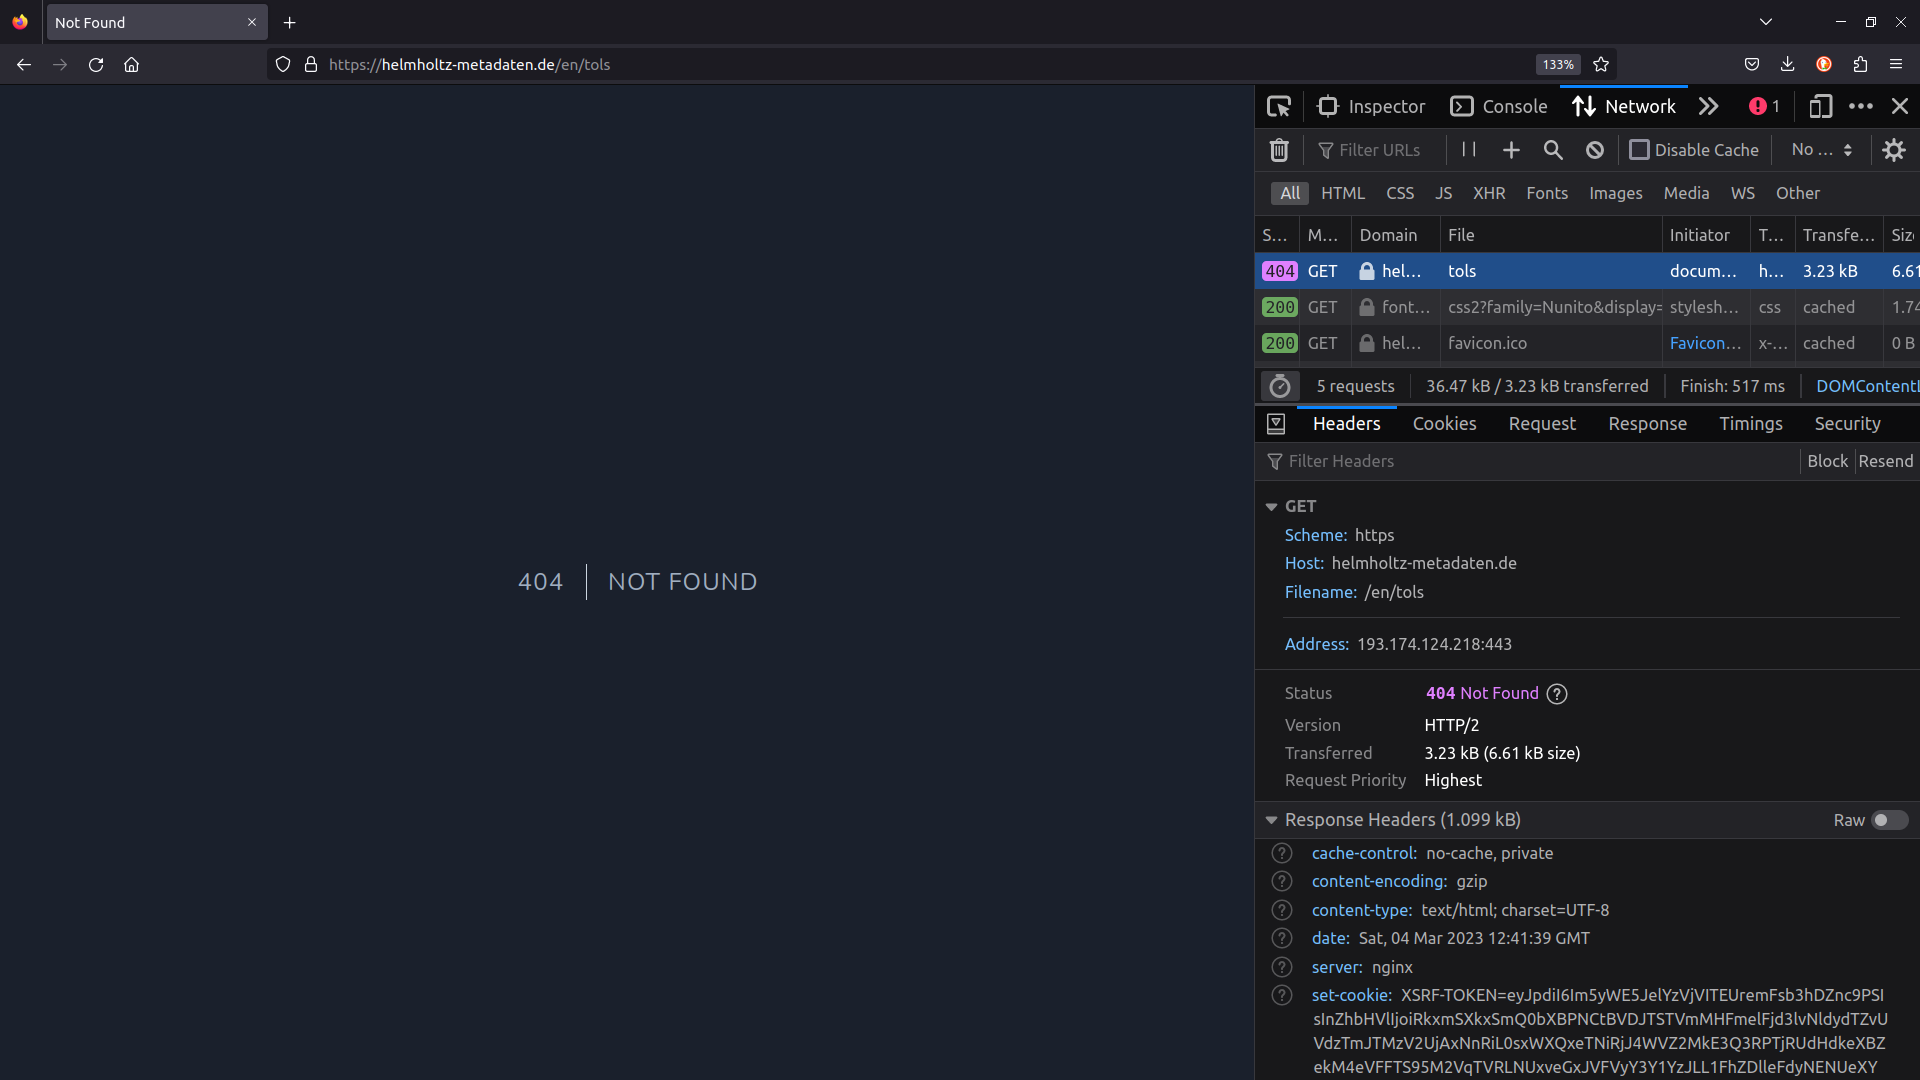 Not Found
https://helmholtz-metadaten.de/en/tols
133%
Inspector
Console
Network
1
Filter URLs
Disable Cache
No ...
All HTML CSS JS XHR Fonts Images Media WS Other
S... M... Domain File Initiator T... Transfe... Siz
404 GET hel... tols docum... h... 3.23 kB 6.61
200 GET font... css2?family=Nunito&display= stylesh... css cached 1.74
200 GET hel... favicon.ico Favicon... x-... cached 0 B
5 requests 36.47 kB / 3.23 kB transferred Finish: 517 ms DOMContentL
Headers Cookies Request Response Timings Security
Filter Headers Block Resend
GET
Scheme: https
Host: helmholtz-metadaten.de
Filename: /en/tols
Address: 193.174.124.218:443
Status 404 Not Found
Version HTTP/2
Transferred 3.23 kB (6.61 kB size)
Request Priority Highest
Response Headers (1.099 kB) Raw
cache-control: no-cache, private
content-encoding: gzip
content-type: text/html; charset=UTF-8
date: Sat, 04 Mar 2023 12:41:39 GMT
server: nginx
set-cookie:
404 NOT FOUND